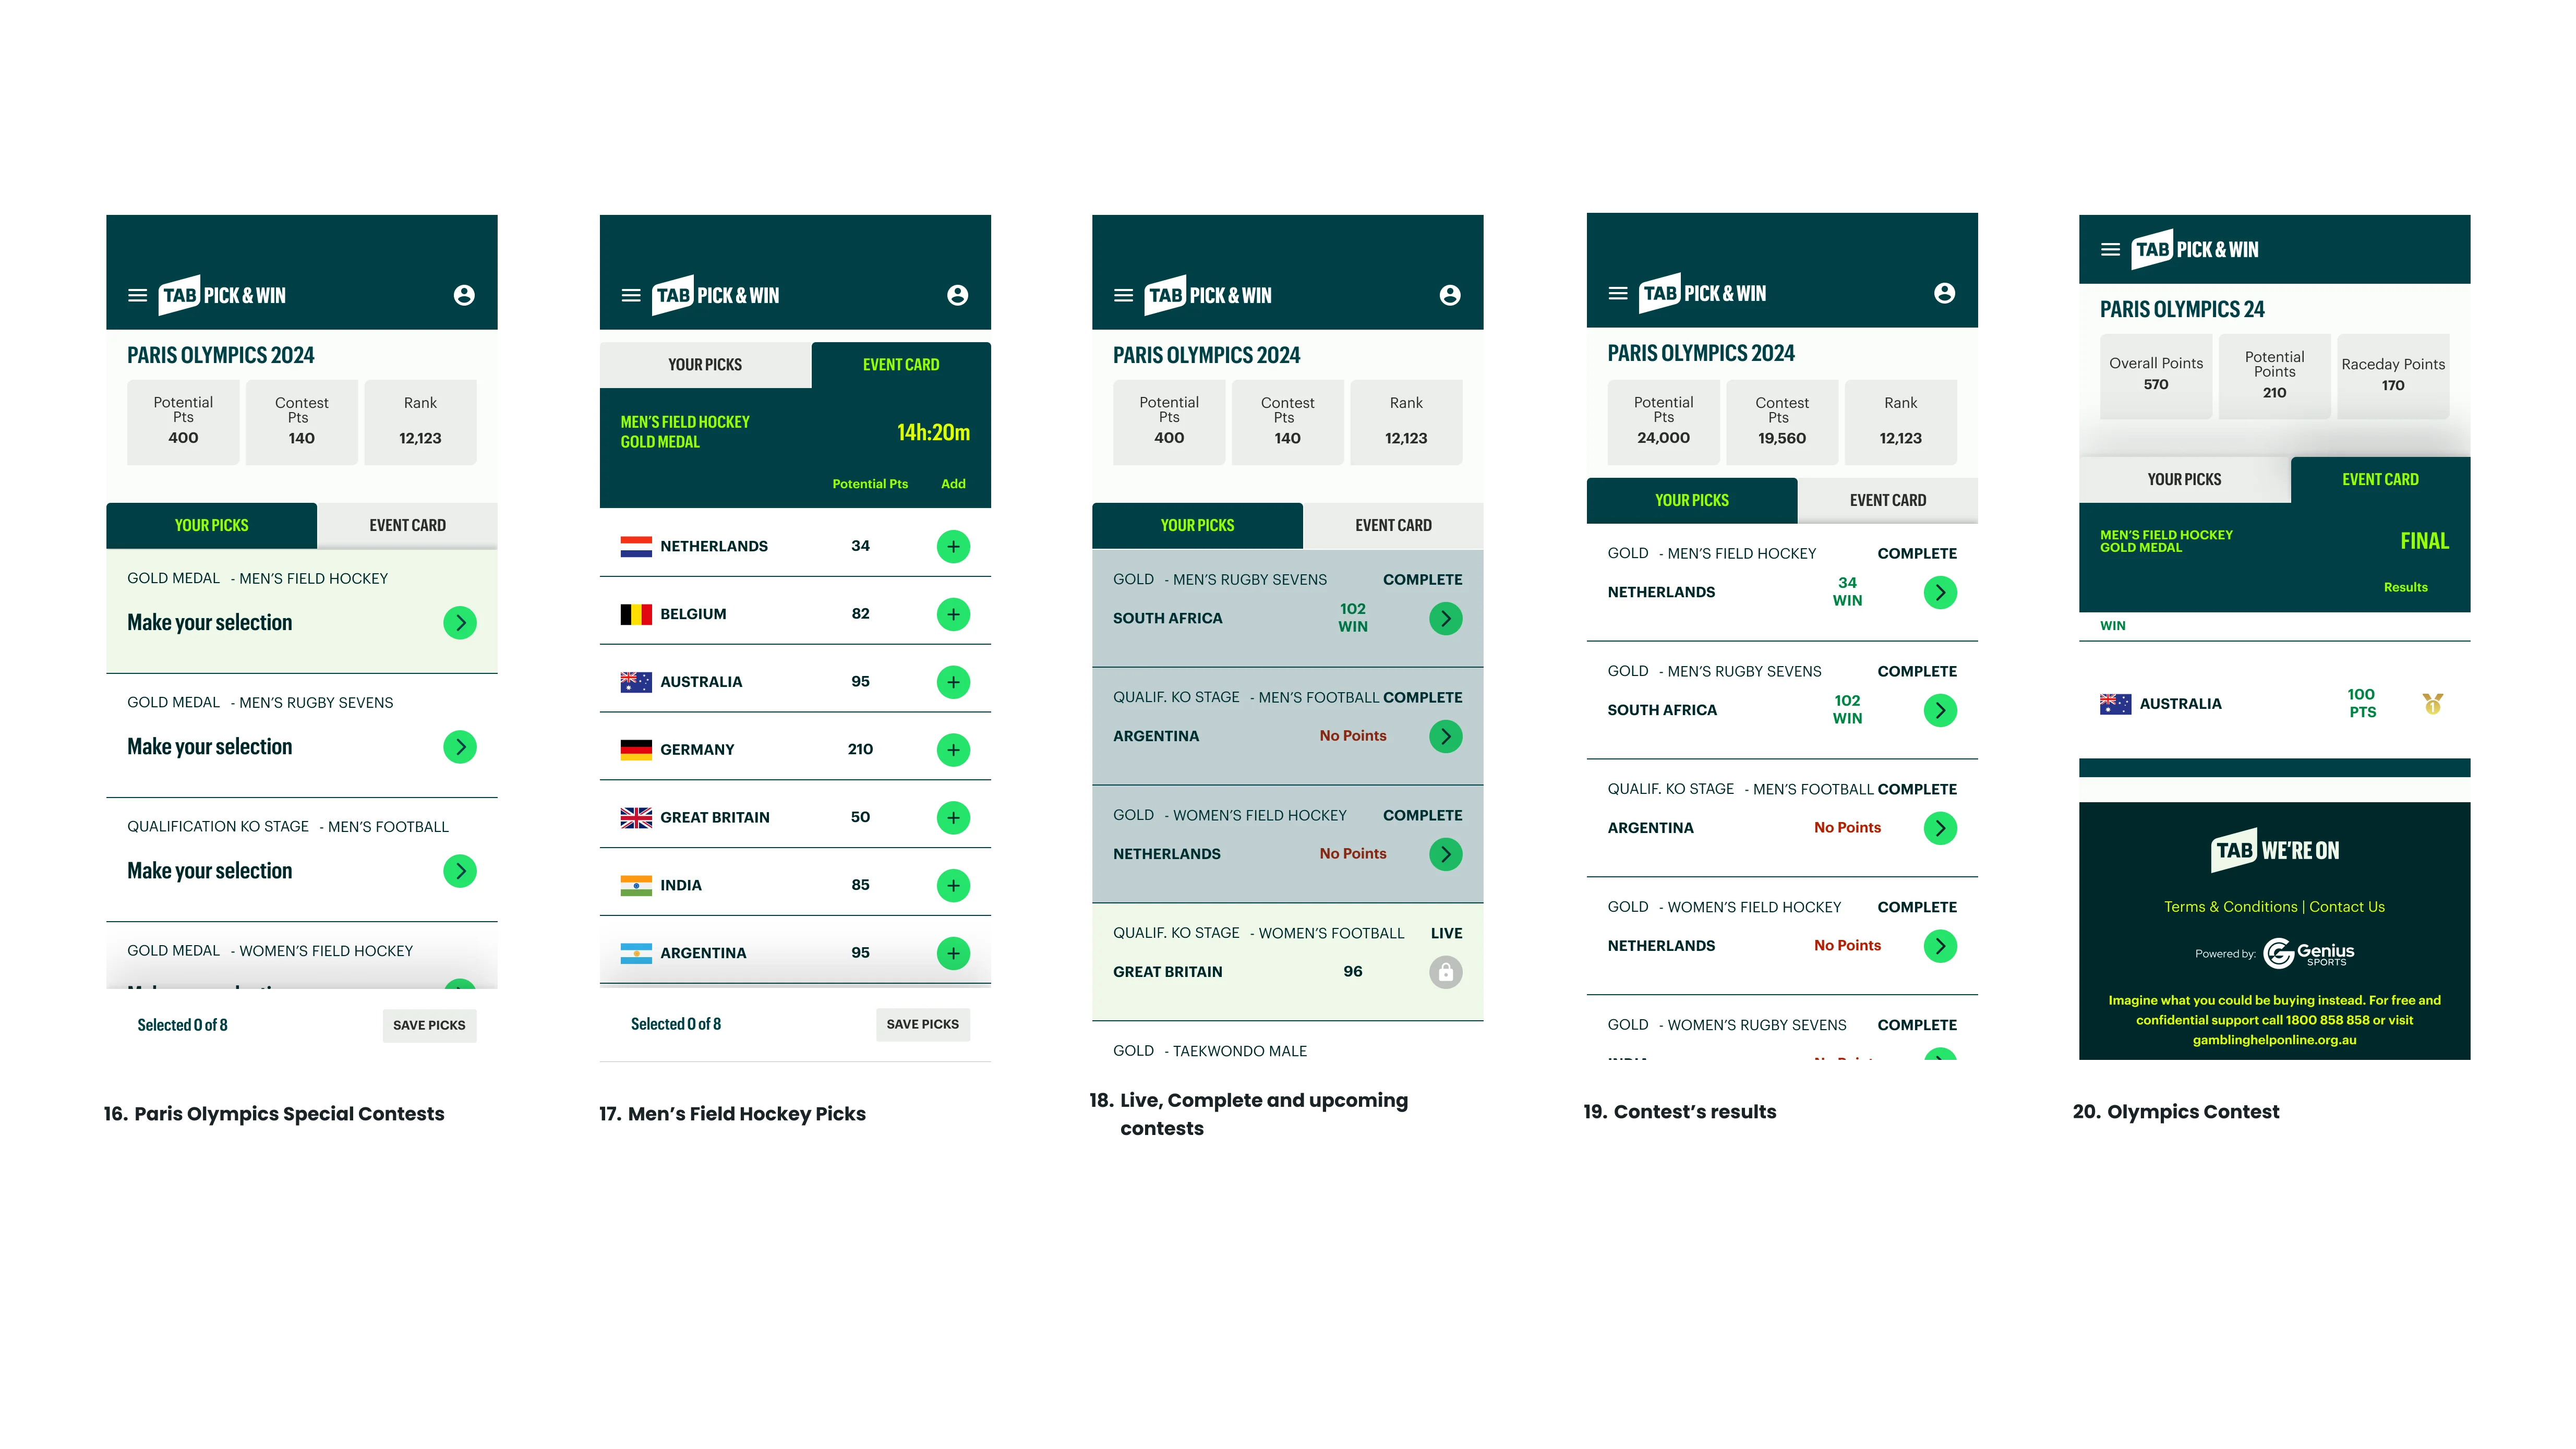 TAB PICK & WIN
PARIS OLYMPICS 2024
Potential
Pts
400
Contest
Pts
140
Rank
12,123
YOUR PICKS
EVENT CARD
GOLD MEDAL - MEN'S FIELD HOCKEY
Make your selection
GOLD MEDAL - MEN'S RUGBY SEVENS
Make your selection
QUALIFICATION KO STAGE - MEN'S FOOTBALL
Make your selection
GOLD MEDAL - WOMEN'S FIELD HOCKEY
Selected 0 of 8
SAVE PICKS
16. Paris Olympics Special Contests
TAB PICK & WIN
YOUR PICKS
EVENT CARD
MEN'S FIELD HOCKEY
GOLD MEDAL
14h:20m
Potential Pts
Add
NETHERLANDS 34
BELGIUM 82
AUSTRALIA 95
GERMANY 210
GREAT BRITAIN 50
INDIA 85
ARGENTINA 95
Selected 0 of 8
SAVE PICKS
17. Men's Field Hockey Picks
TAB PICK & WIN
PARIS OLYMPICS 2024
Potential
Pts
400
Contest
Pts
140
Rank
12,123
YOUR PICKS
EVENT CARD
GOLD - MEN'S RUGBY SEVENS COMPLETE
SOUTH AFRICA
102
WIN
QUALIF. KO STAGE - MEN'S FOOTBALL COMPLETE
ARGENTINA No Points
GOLD - WOMEN'S FIELD HOCKEY COMPLETE
NETHERLANDS No Points
QUALIF. KO STAGE - WOMEN'S FOOTBALL LIVE
GREAT BRITAIN 96
GOLD - TAEKWONDO MALE
18. Live, Complete and upcoming
contests
TAB PICK & WIN
PARIS OLYMPICS 2024
Potential
Pts
24,000
Contest
Pts
19,560
Rank
12,123
YOUR PICKS
EVENT CARD
GOLD - MEN'S FIELD HOCKEY COMPLETE
NETHERLANDS
34
WIN
GOLD - MEN'S RUGBY SEVENS COMPLETE
SOUTH AFRICA
102
WIN
QUALIF. KO STAGE - MEN'S FOOTBALL COMPLETE
ARGENTINA No Points
GOLD - WOMEN'S FIELD HOCKEY COMPLETE
NETHERLANDS No Points
GOLD - WOMEN'S RUGBY SEVENS COMPLETE
19. Contest's results
TAB PICK & WIN
PARIS OLYMPICS 24
Overall Points
570
Potential
Points
210
Raceday Points
170
YOUR PICKS
EVENT CARD
MEN'S FIELD HOCKEY
GOLD MEDAL
FINAL
Results
WIN
AUSTRALIA
100
PTS
1
TAB WE'RE ON
Terms & Conditions | Contact Us
Powered by: Genius
SPORTS
Imagine what you could be buying instead. For free and
confidential support call 1800 858 858 or visit
gamblinghelponline.org.au
20. Olympics Contest